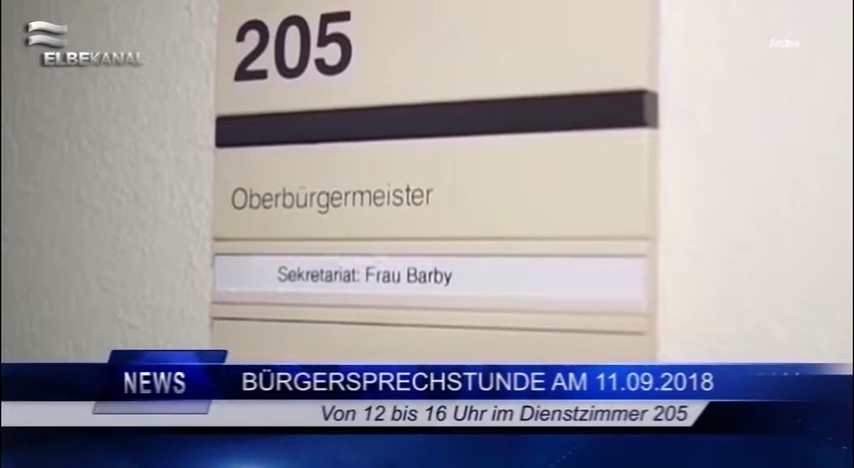 ELBEKANAL
Archiv
205
Oberbürgermeister
Sekretariat: Frau Barby
NEWS BÜRGERSPRECHSTUNDE AM 11.09.2018
Von 12 bis 16 Uhr im Dienstzimmer 205